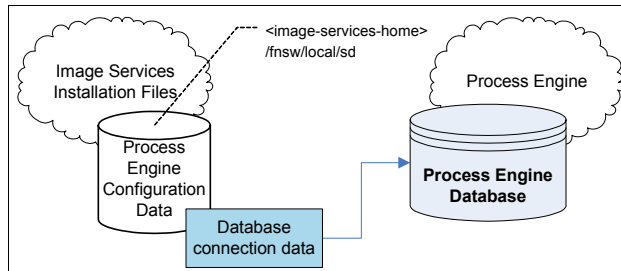 <image-services-home>
/fnsw/local/sd
Image Services
Installation Files
Process
Engine
Configuration
Data
Database
connection data
Process Engine
Process Engine
Database